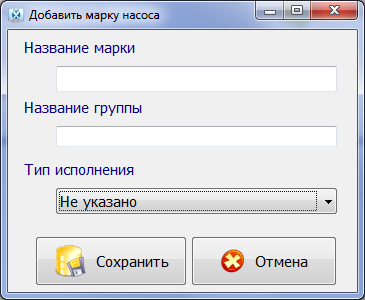 Добавить марку насоса
Название марки
Название группы
Тип исполнения
Не указано
Сохранить
Отмена